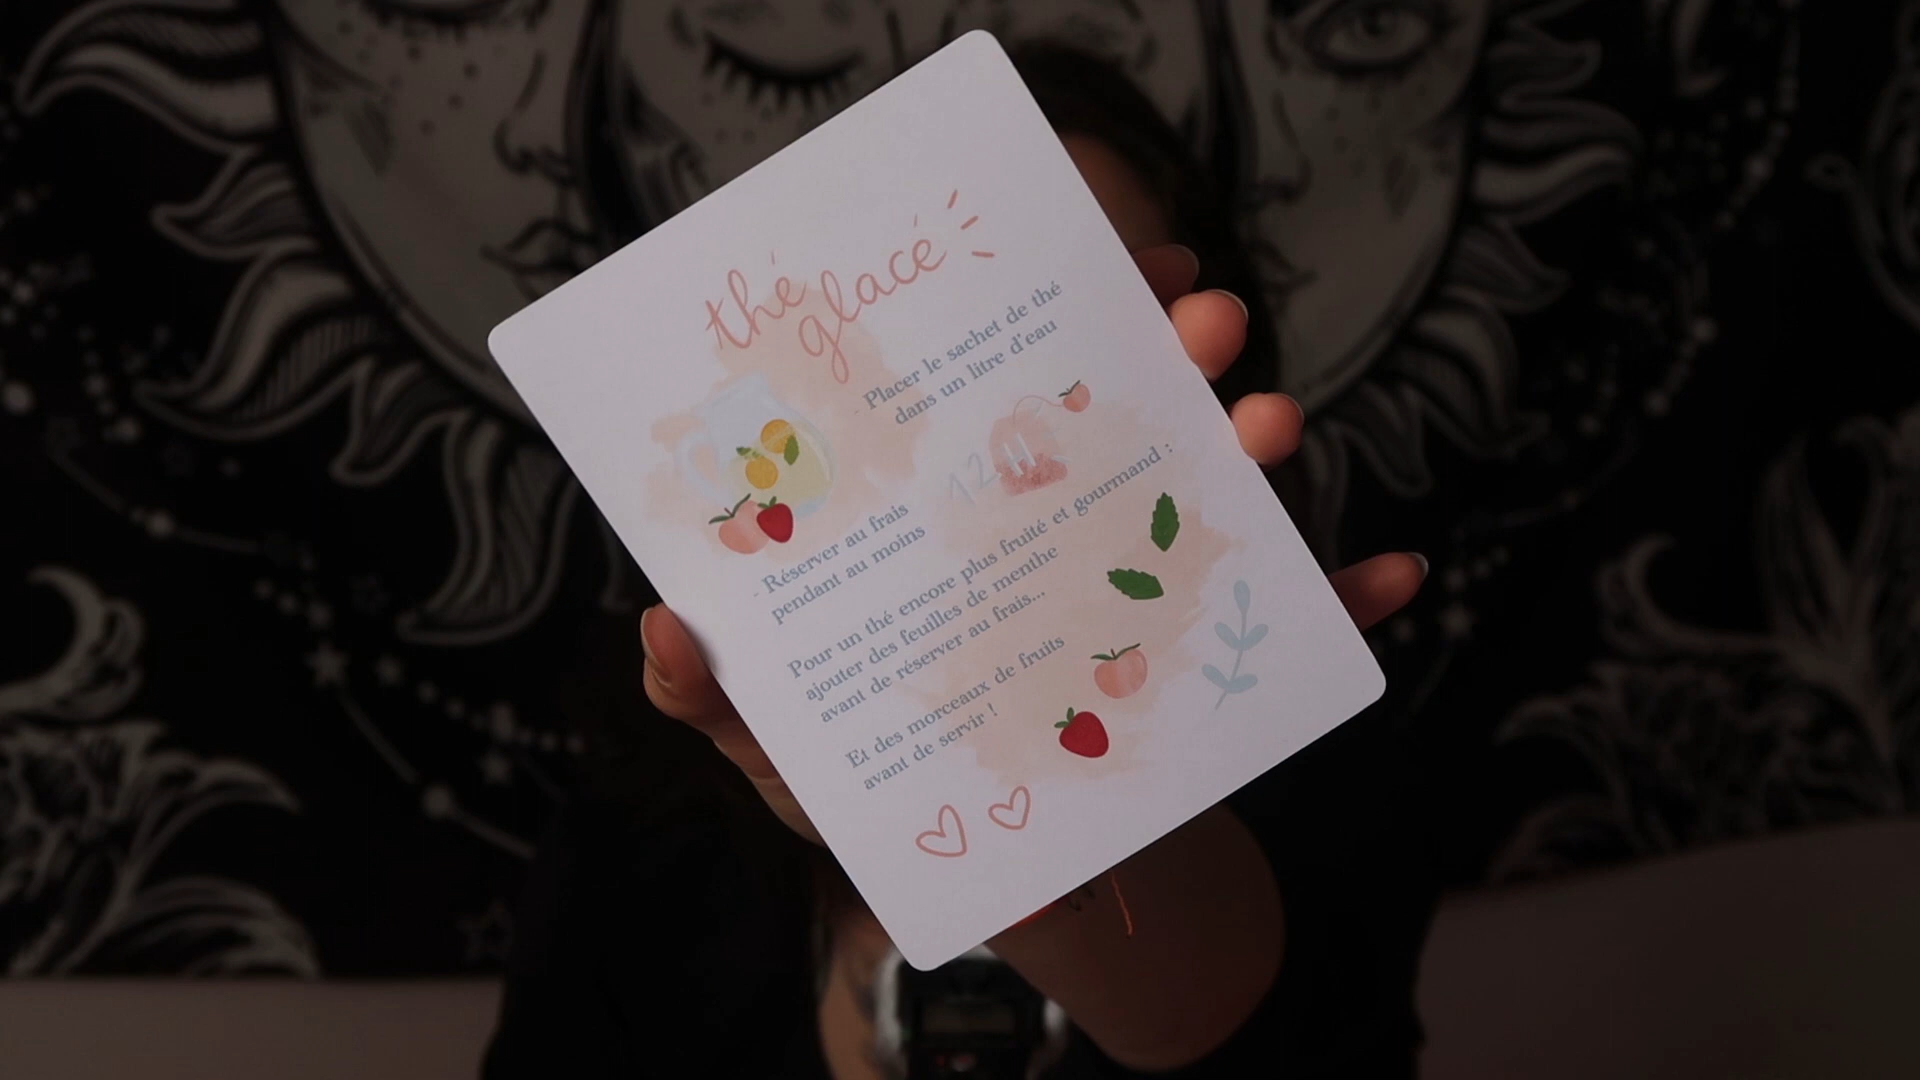 thé
glacé
- Placer le sachet de thé
dans un litre d'eau
- Réserver au frais
pendant au moins
12H
Pour un thé encore plus fruité et gourmand :
ajouter des feuilles de menthe
avant de réserver au frais...
Et des morceaux de fruits
avant de servir !